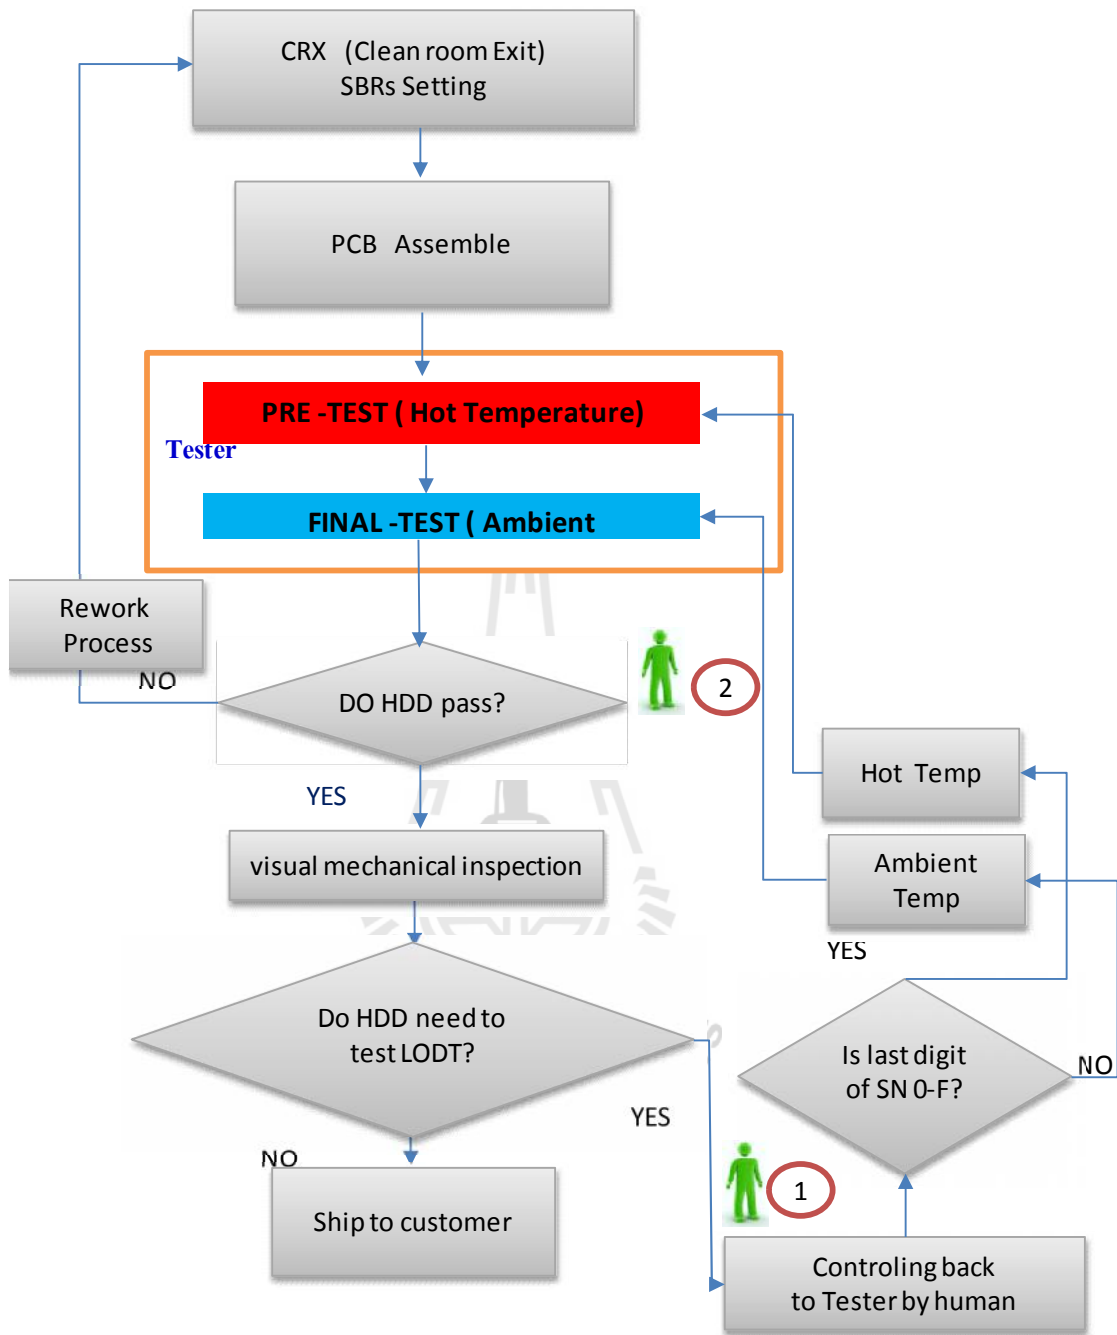 CRX (Clean room Exit)
SBRs Setting
PCB Assemble
PRE -TEST ( Hot Temperature)
Tester
FINAL -TEST ( Ambient
Rework
Process
NO
DO HDD pass?
2
YES
Hot Temp
visual mechanical inspection
Ambient
Temp
YES
Do HDD need to
test LODT?
Is last digit
of SN 0-F?
NO
YES
NO
1
Ship to customer
Controling back
to Tester by human